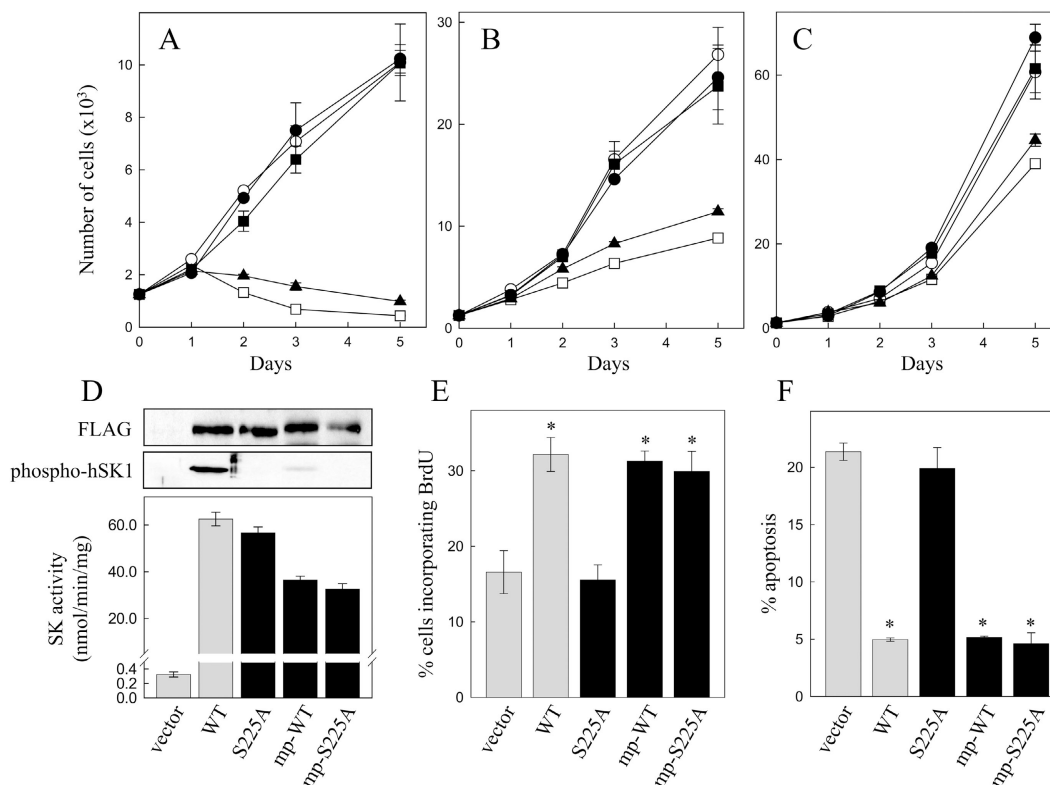 A
B
C
Number of cells (x10³)
10
8
6
4
2
0
30
20
10
0
60
40
20
0
0 1 2 3 4 5
0 1 2 3 4 5
0 1 2 3 4 5
Days
Days
Days
D
FLAG
phospho-hSK1
SK activity
(nmol/min/mg)
60.0
40.0
20.0
0.4
0.2
0.0
vector
WT
S225A
mp-WT
mp-S225A
E
% cells incorporating BrdU
30
20
10
0
* * *
vector
WT
S225A
mp-WT
mp-S225A
F
% apoptosis
20
15
10
5
0
* * *
vector
WT
S225A
mp-WT
mp-S225A